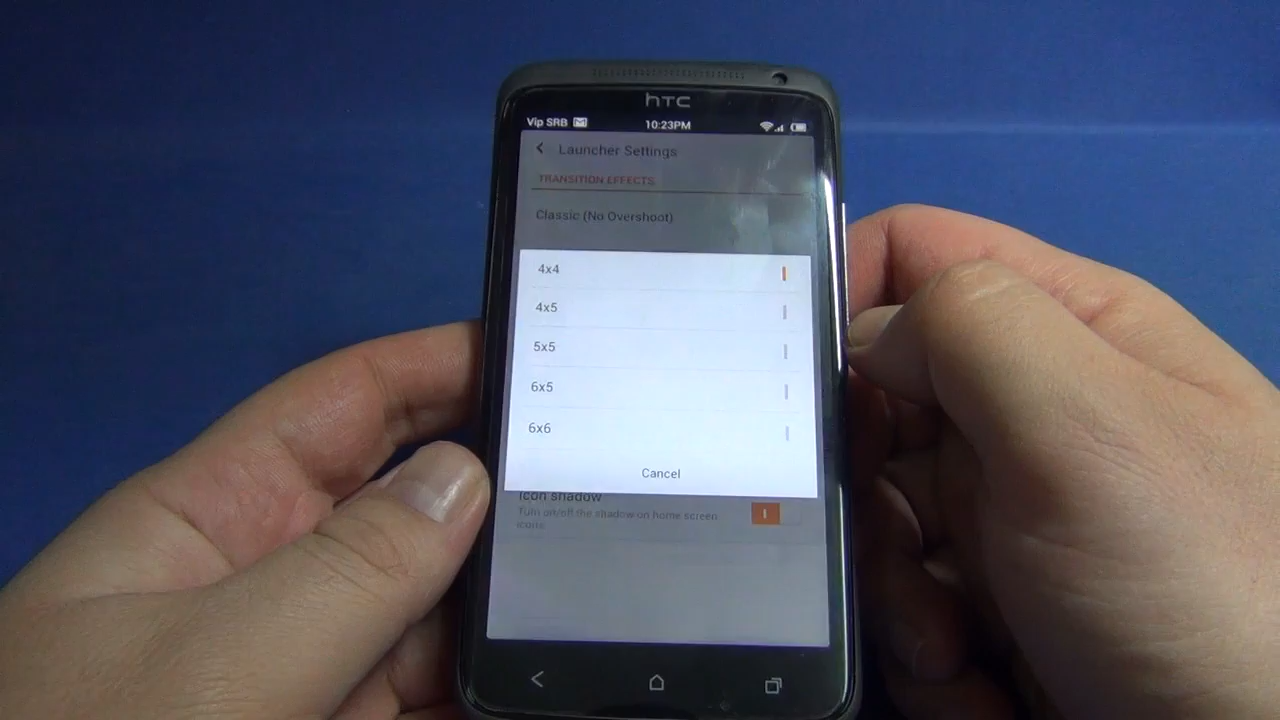 hTC
Vip SRB
10:23PM
Launcher Settings
TRANSITION EFFECTS
Classic (No Overshoot)
4x4
4x5
5x5
6x5
6x6
Cancel
Icon shadow
Turn on/off the shadow on home screen
icons